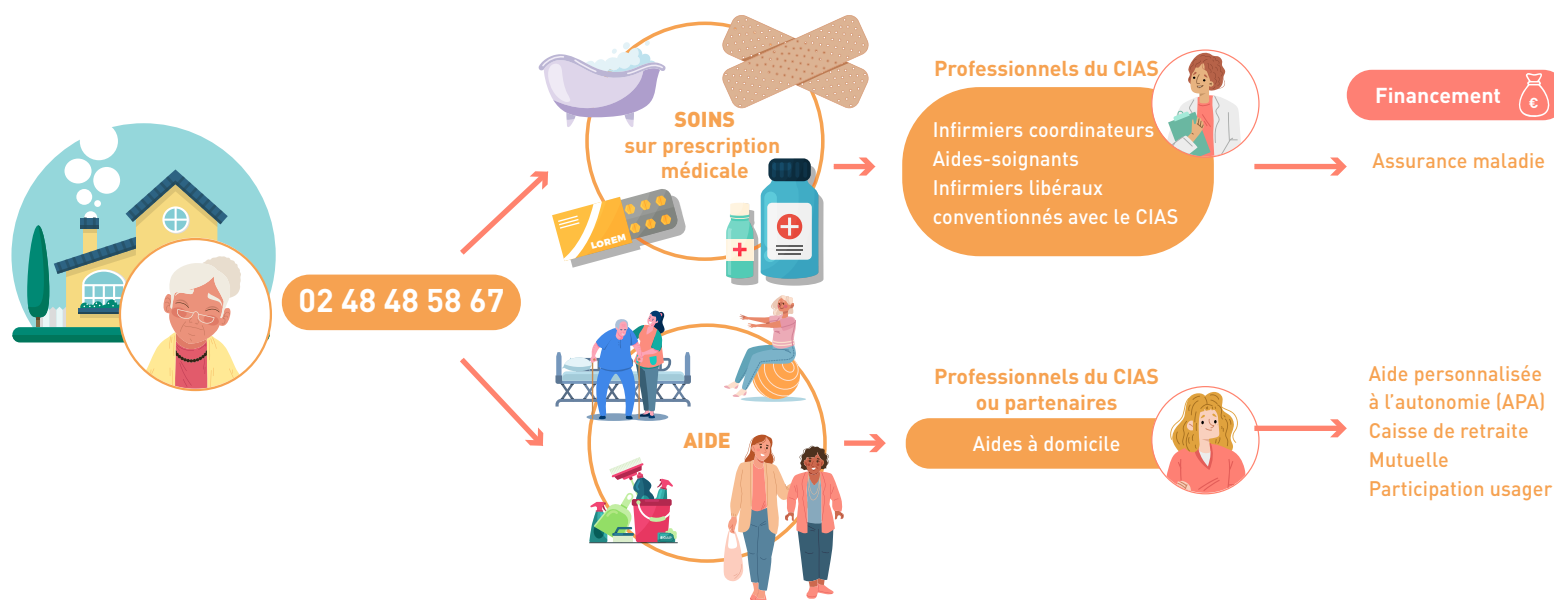 02 48 48 58 67
SOINS
sur prescription
médicale
LOREM
Professionnels du CIAS
Infirmiers coordinateurs
Aides-soignants
Infirmiers libéraux
conventionnés avec le CIAS
Financement
€
Assurance maladie
AIDE
Professionnels du CIAS
ou partenaires
Aides à domicile
Aide personnalisée
à l’autonomie (APA)
Caisse de retraite
Mutuelle
Participation usager